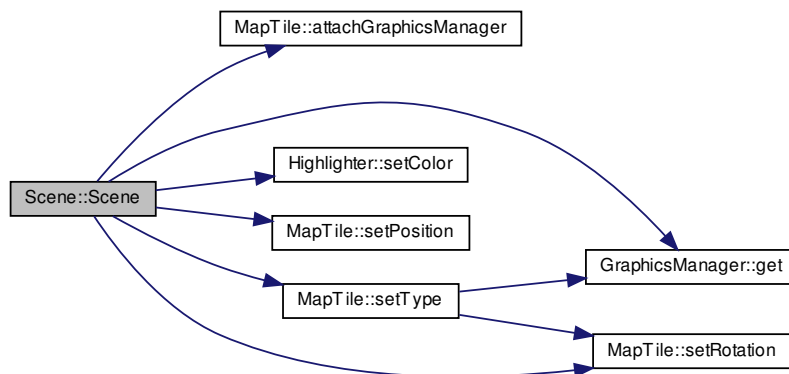 MapTile::attachGraphicsManager
Highlighter::setColor
Scene::Scene
MapTile::setPosition
GraphicsManager::get
MapTile::setType
MapTile::setRotation